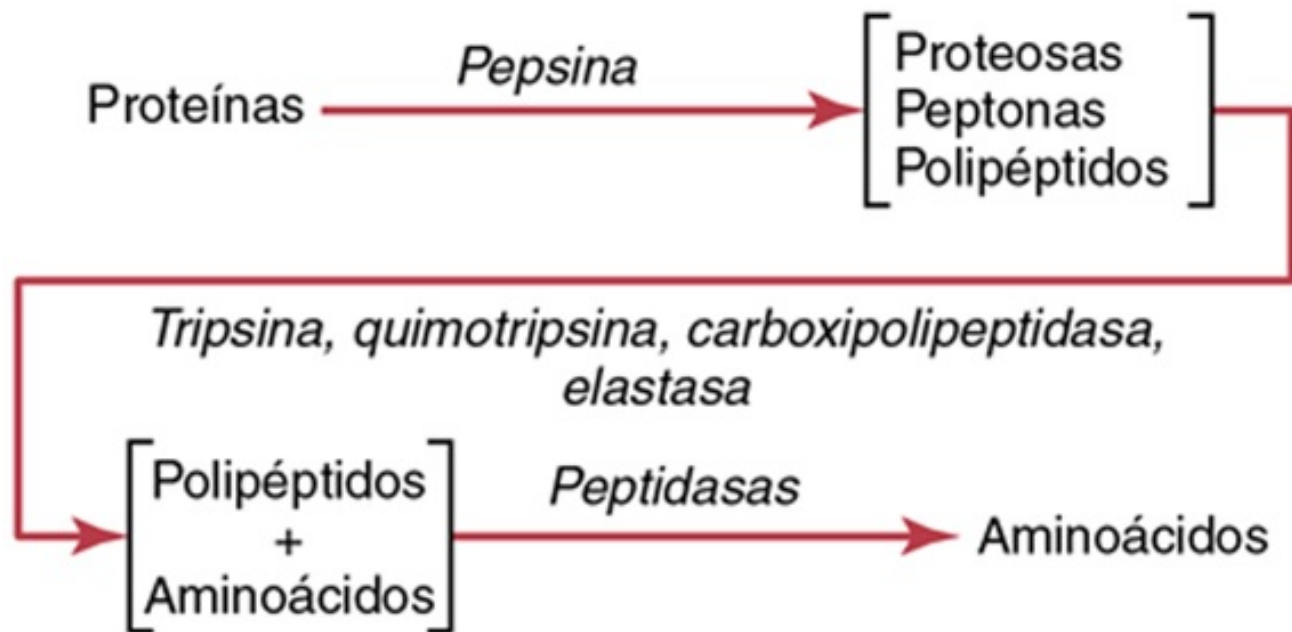 Proteínas
Pepsina
Proteosas
Peptonas
Polipéptidos
Tripsina, quimotripsina, carboxipolipeptidasa,
elastasa
Polipéptidos
+
Aminoácidos
Peptidasas
Aminoácidos